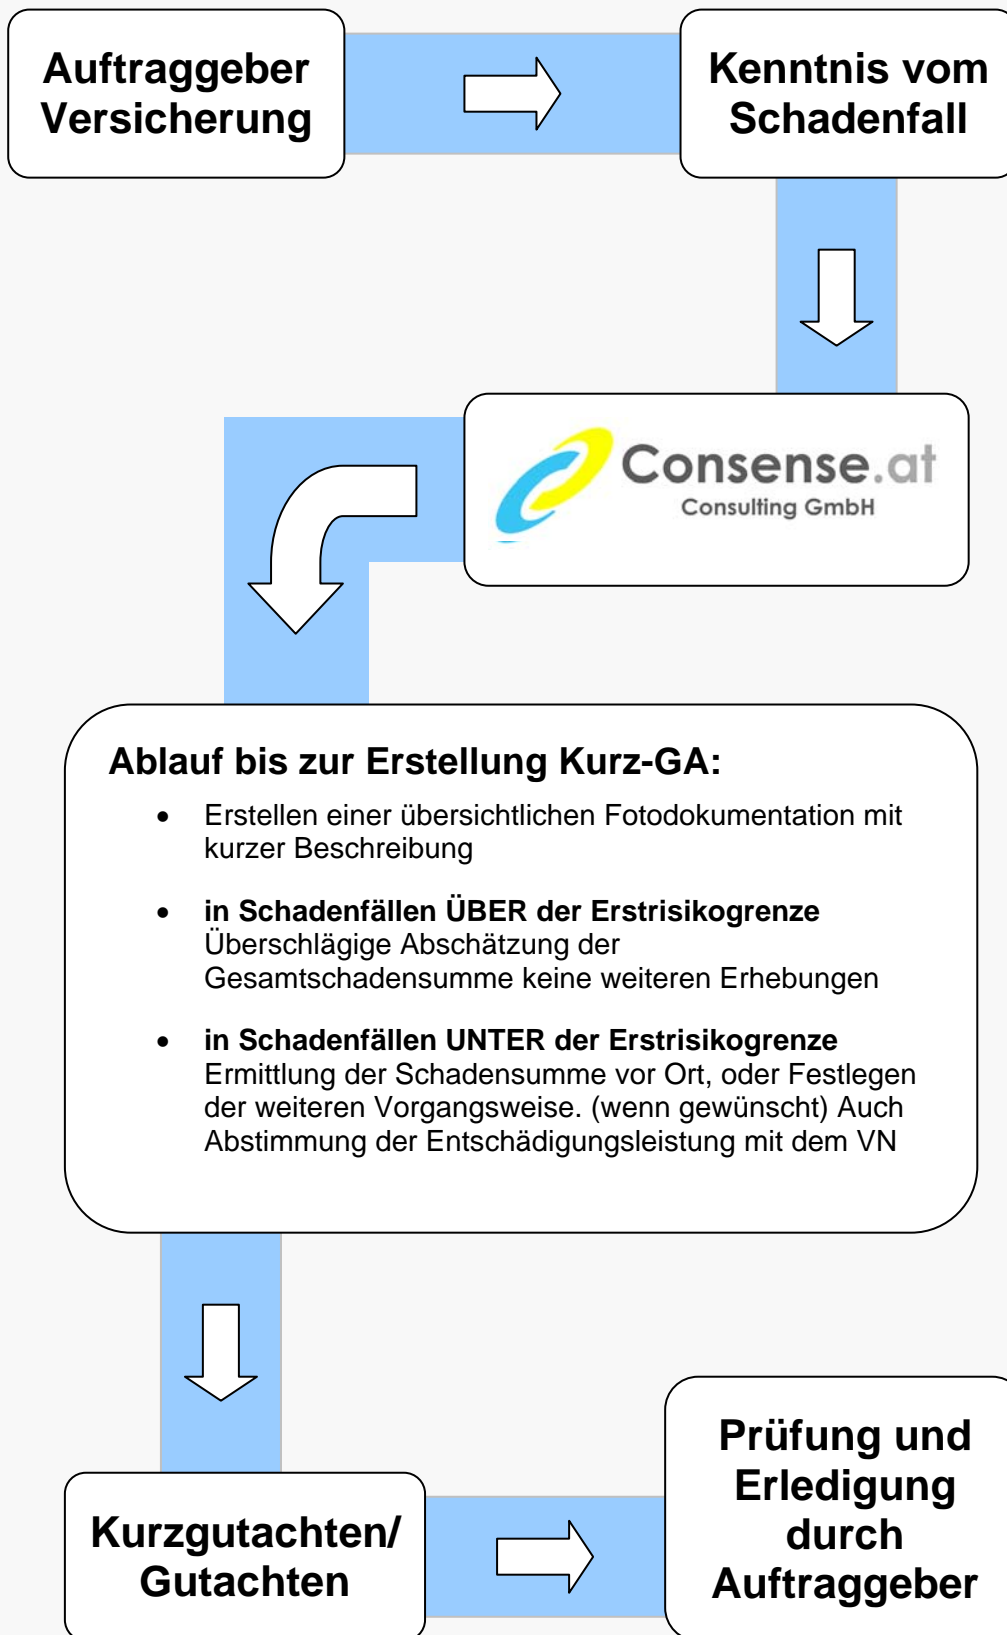 Auftraggeber
Versicherung
Kenntnis vom
Schadenfall
Consense.at
Consulting GmbH
Ablauf bis zur Erstellung Kurz-GA:
• Erstellen einer übersichtlichen Fotodokumentation mit
kurzer Beschreibung
• in Schadenfällen ÜBER der Erstrisikogrenze
Überschlägige Abschätzung der
Gesamtschadensumme keine weiteren Erhebungen
• in Schadenfällen UNTER der Erstrisikogrenze
Ermittlung der Schadensumme vor Ort, oder Festlegen
der weiteren Vorgangsweise. (wenn gewünscht) Auch
Abstimmung der Entschädigungsleistung mit dem VN
Kurzgutachten/
Gutachten
Prüfung und
Erledigung
durch
Auftraggeber